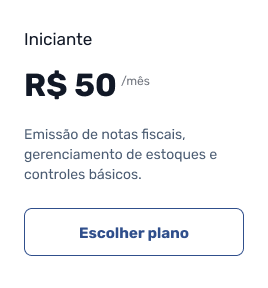 Iniciante
R$ 50 /mês
Emissão de notas fiscais,
gerenciamento de estoques e
controles básicos.
Escolher plano